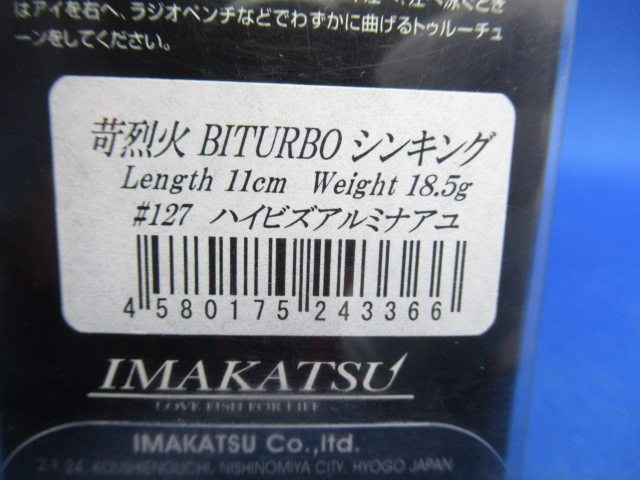 はアイを右へ、ラジオペンチなどでわずかに曲げるトゥルーチュ
ーンをしてください。
苛烈火 BITURBO シンキング
Length 11cm Weight 18.5g
#127 ハイビズアルミナアユ
4 580175 243366
IMAKATSU
LOVE FISH FOR LIFE
IMAKATSU Co.,ltd.
2-1-24, KOUSHIENGUCHI, NISHINOMIYA CITY, HYOGO JAPAN